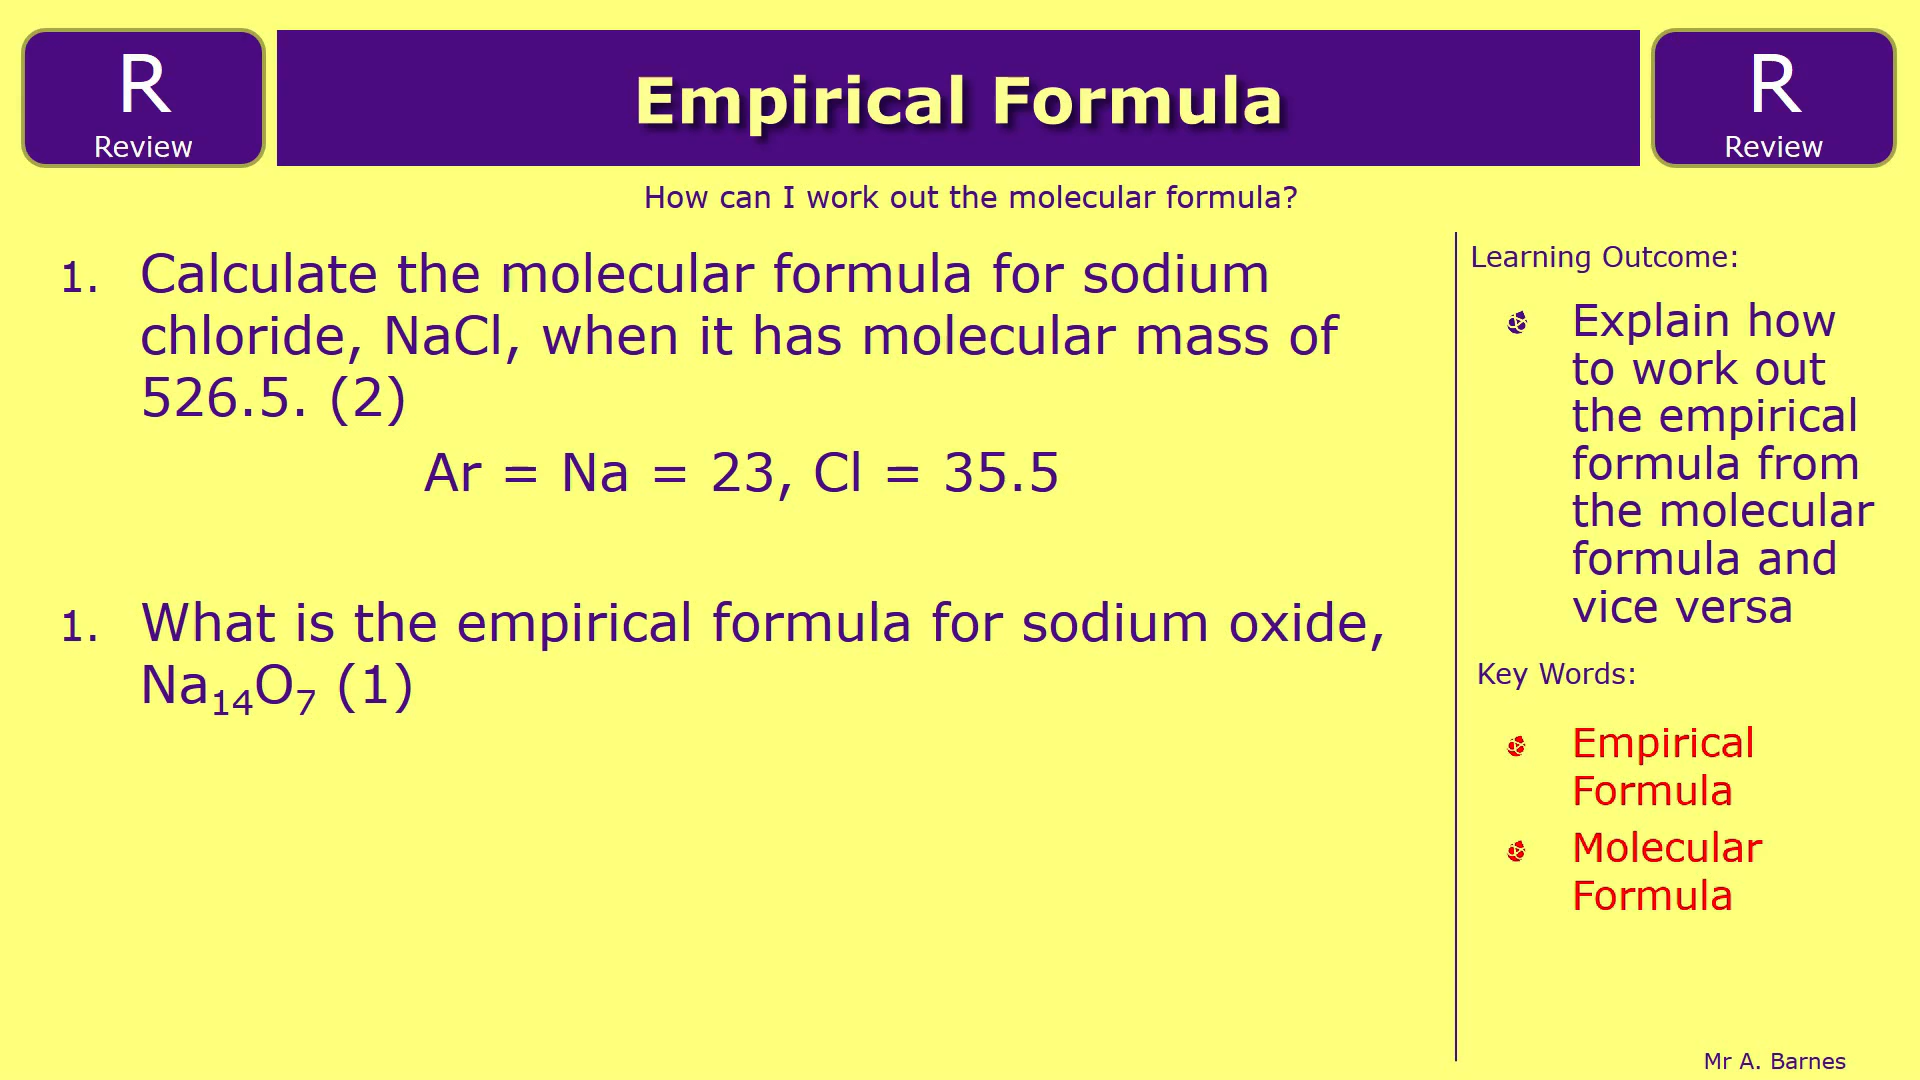 R
Review
Empirical Formula
R
Review
How can I work out the molecular formula?
1. Calculate the molecular formula for sodium
chloride, NaCl, when it has molecular mass of
526.5. (2)
Ar = Na = 23, Cl = 35.5
1. What is the empirical formula for sodium oxide,
Na₁₄O₇ (1)
Learning Outcome:
Explain how
to work out
the empirical
formula from
the molecular
formula and
vice versa
Key Words:
Empirical
Formula
Molecular
Formula
Mr A. Barnes